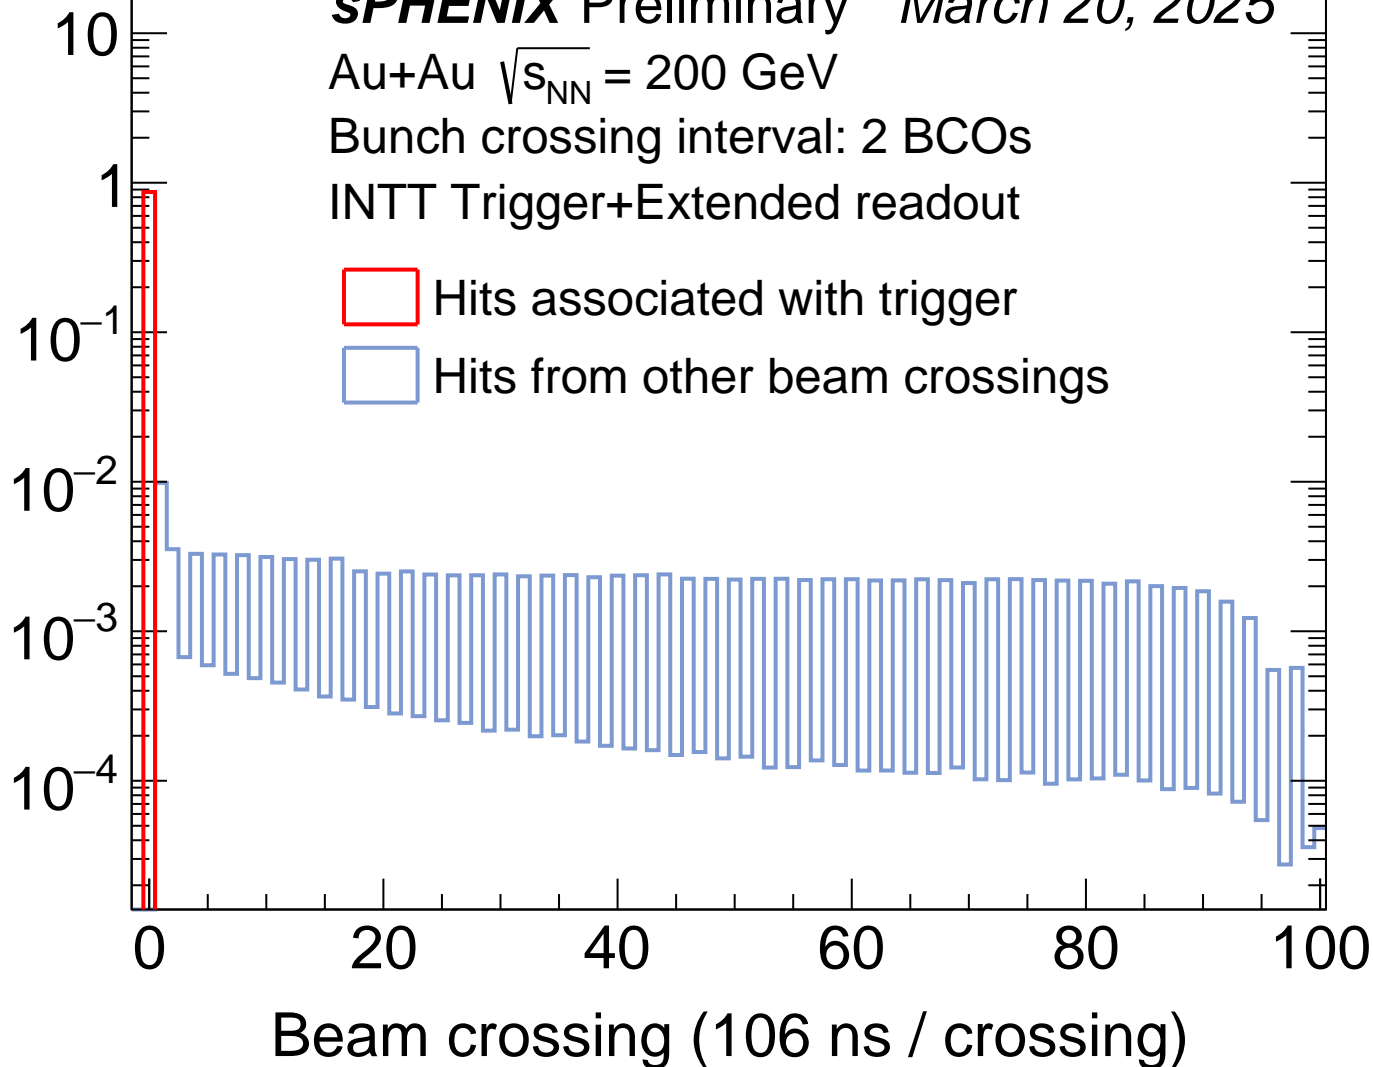 sPHENIX Preliminary March 20, 2025
10
Au+Au √sNN = 200 GeV
Bunch crossing interval: 2 BCOs
1
INTT Trigger+Extended readout
Hits associated with trigger
10−1
Hits from other beam crossings
10−2
10−3
10−4
0 20 40 60 80 100
Beam crossing (106 ns / crossing)